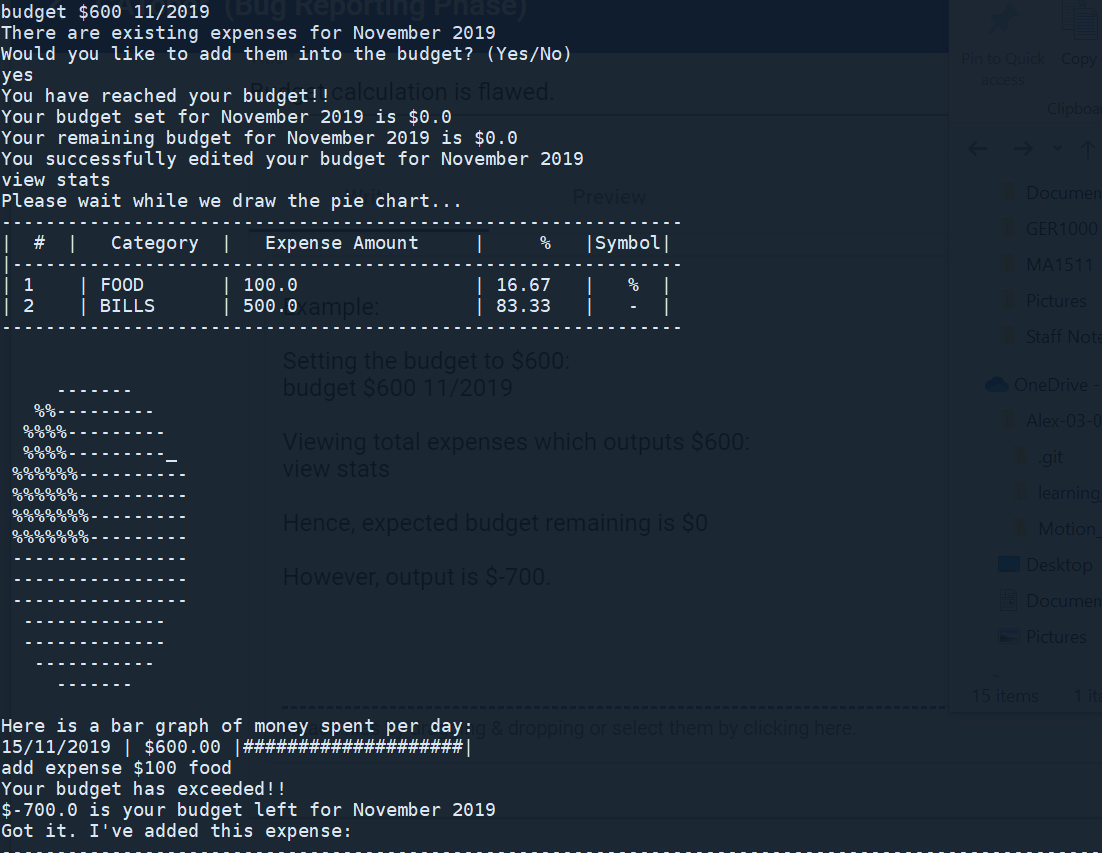 budget $600 11/2019
There are existing expenses for November 2019
Would you like to add them into the budget? (Yes/No)
yes
You have reached your budget!!
Your budget set for November 2019 is $0.0
Your remaining budget for November 2019 is $0.0
You successfully edited your budget for November 2019
view stats
Please wait while we draw the pie chart...
--------------------------------------------------------------
| # | Category | Expense Amount | % |Symbol|
|-------------------------------------------------------------
| 1 | FOOD | 100.0 | 16.67 | % |
| 2 | BILLS | 500.0 | 83.33 | - |
--------------------------------------------------------------
-------
%%---------
%%%%---------
%%%%---------_
%%%%%%----------
%%%%%%----------
%%%%%%%---------
%%%%%%%---------
----------------
----------------
----------------
-------------
-------------
-----------
-------
Here is a bar graph of money spent per day:
15/11/2019 | $600.00 |####################|
add expense $100 food
Your budget has exceeded!!
$-700.0 is your budget left for November 2019
Got it. I've added this expense:
(Bug Reporting Phase)
calculation is flawed.
Write
Preview
Example:
Setting the budget to $600:
budget $600 11/2019
Viewing total expenses which outputs $600:
view stats
Hence, expected budget remaining is $0
However, output is $-700.
& dropping or select them by clicking here.
Pin to Quick access
Copy
Clipboa
Documen
GER1000
MA1511
Pictures
Staff Note
OneDrive -
Alex-03-0
.git
learning
Motion_
Desktop
Documen
Pictures
15 items
1 it